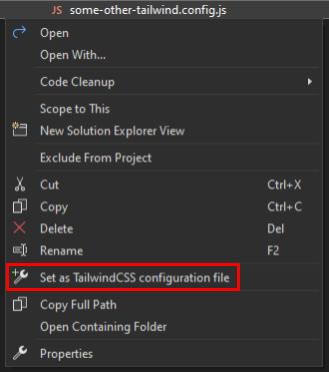 JS some-other-tailwind.config.js
Open
Open With...
Code Cleanup
Scope to This
New Solution Explorer View
Exclude From Project
Cut Ctrl+X
Copy Ctrl+C
Delete Del
Rename F2
Set as TailwindCSS configuration file
Copy Full Path
Open Containing Folder
Properties